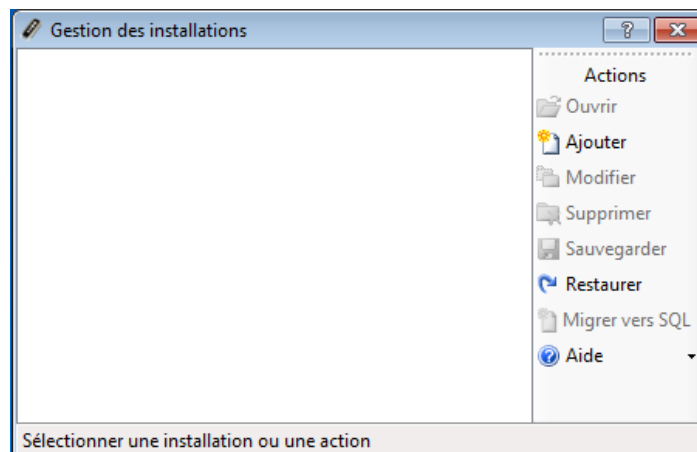 Gestion des installations
Actions
Ouvrir
Ajouter
Modifier
Supprimer
Sauvegarder
Restaurer
Migrer vers SQL
Aide
Sélectionner une installation ou une action